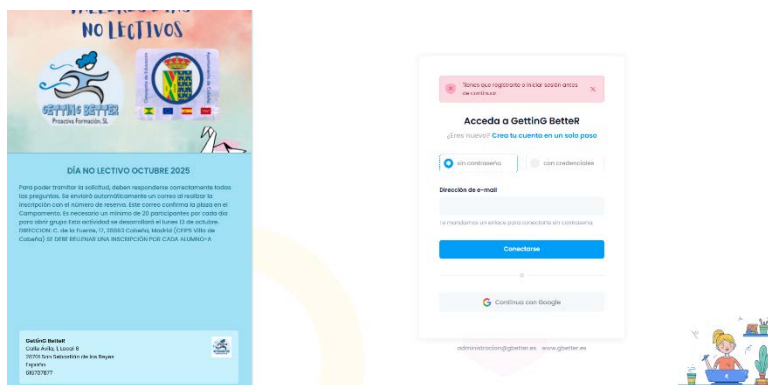 NO LECTIVOS
GETTING BETTER
Proactiva Formación, SL
DÍA NO LECTIVO OCTUBRE 2025
Para poder tramitar la solicitud, deben responderse correctamente todas
las preguntas. Se enviará automáticamente un correo al realizar la
inscripción con el número de reserva. Este correo confirma la plaza en el
Campamento. Es necesario un mínimo de 20 participantes por cada día
para abrir grupo Esta actividad se desarrollará el lunes 13 de octubre.
DIRECCION: C. de la Fuente, 17, 28863 Cobeña, Madrid (CEIPS Villa de
Cobeña) SE DEBE RELLENAR UNA INSCRIPCIÓN POR CADA ALUMNO-A
GettinG BetteR
Calle Ávila, 1, Local 8
San Sebastián de los Reyes
España
Tienes que registrarte o iniciar sesión antes
de continuar.
Acceda a GettinG BetteR
¿Eres nuevo? Crea tu cuenta en un solo paso
sin contraseña
con credenciales
Dirección de e-mail
Te mandamos un enlace para conectarte sin contraseña.
Conectarse
o
Continua con Google
administracion@gbetter.es www.gbetter.es